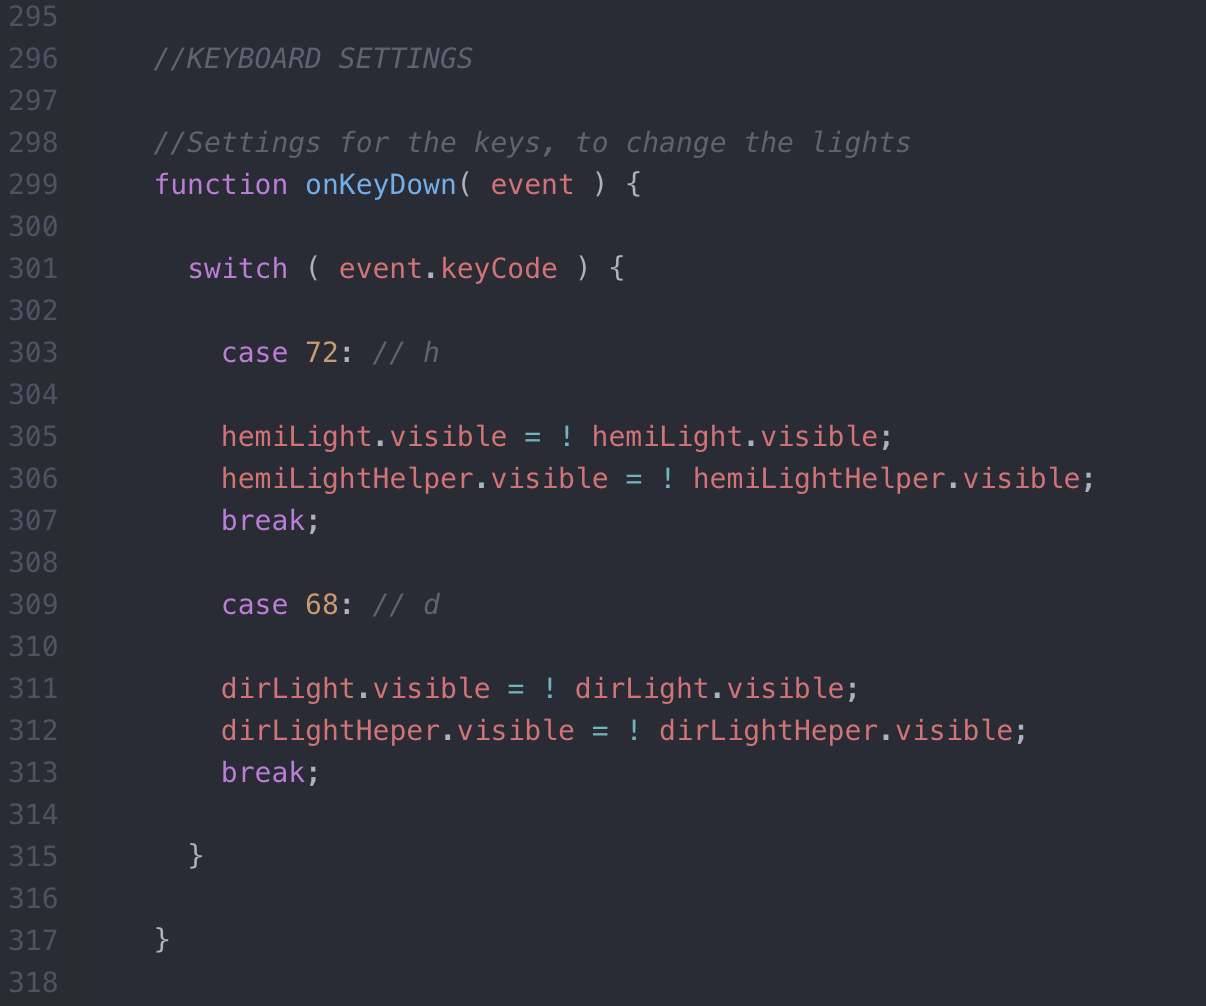 295
296 //KEYBOARD SETTINGS
297
298 //Settings for the keys, to change the lights
299 function onKeyDown( event ) {
300
301 switch ( event.keyCode ) {
302
303 case 72: // h
304
305 hemiLight.visible = ! hemiLight.visible;
306 hemiLightHelper.visible = ! hemiLightHelper.visible;
307 break;
308
309 case 68: // d
310
311 dirLight.visible = ! dirLight.visible;
312 dirLightHeper.visible = ! dirLightHeper.visible;
313 break;
314
315 }
316
317 }
318